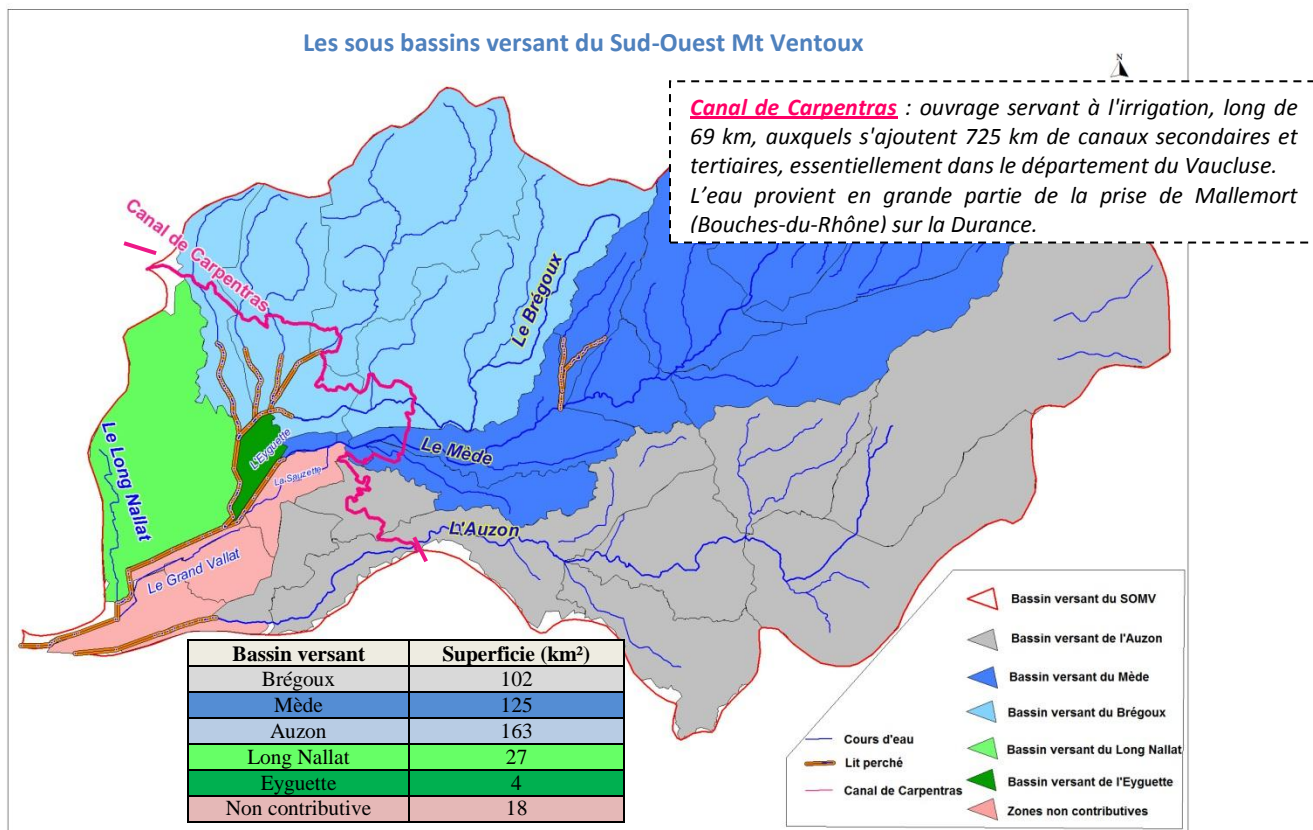 Les sous bassins versant du Sud-Ouest Mt Ventoux
N
Canal de Carpentras : ouvrage servant à l'irrigation, long de
69 km, auxquels s'ajoutent 725 km de canaux secondaires et
tertiaires, essentiellement dans le département du Vaucluse.
L'eau provient en grande partie de la prise de Mallemort
(Bouches-du-Rhône) sur la Durance.
Canal de Carpentras
Le Brégoux
Le Long Nallat
L'Eyguette
La Sauzette
Le Mède
L'Auzon
Le Grand Vallat
Bassin versant Superficie (km²)
Brégoux 102
Mède 125
Auzon 163
Long Nallat 27
Eyguette 4
Non contributive 18
Cours d'eau
Lit perché
Canal de Carpentras
Bassin versant du SOMV
Bassin versant de l'Auzon
Bassin versant du Mède
Bassin versant du Brégoux
Bassin versant du Long Nallat
Bassin versant de l'Eyguette
Zones non contributives